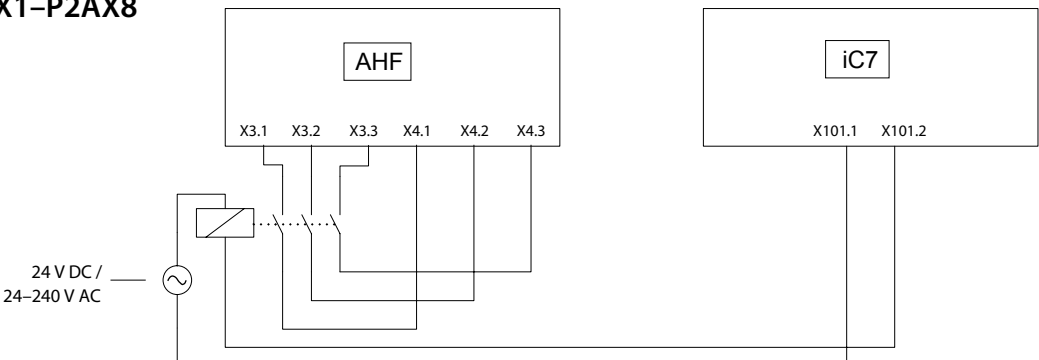 X1–P2AX8
AHF
iC7
X3.1 X3.2 X3.3 X4.1 X4.2 X4.3
X101.1 X101.2
24 V DC /
24–240 V AC